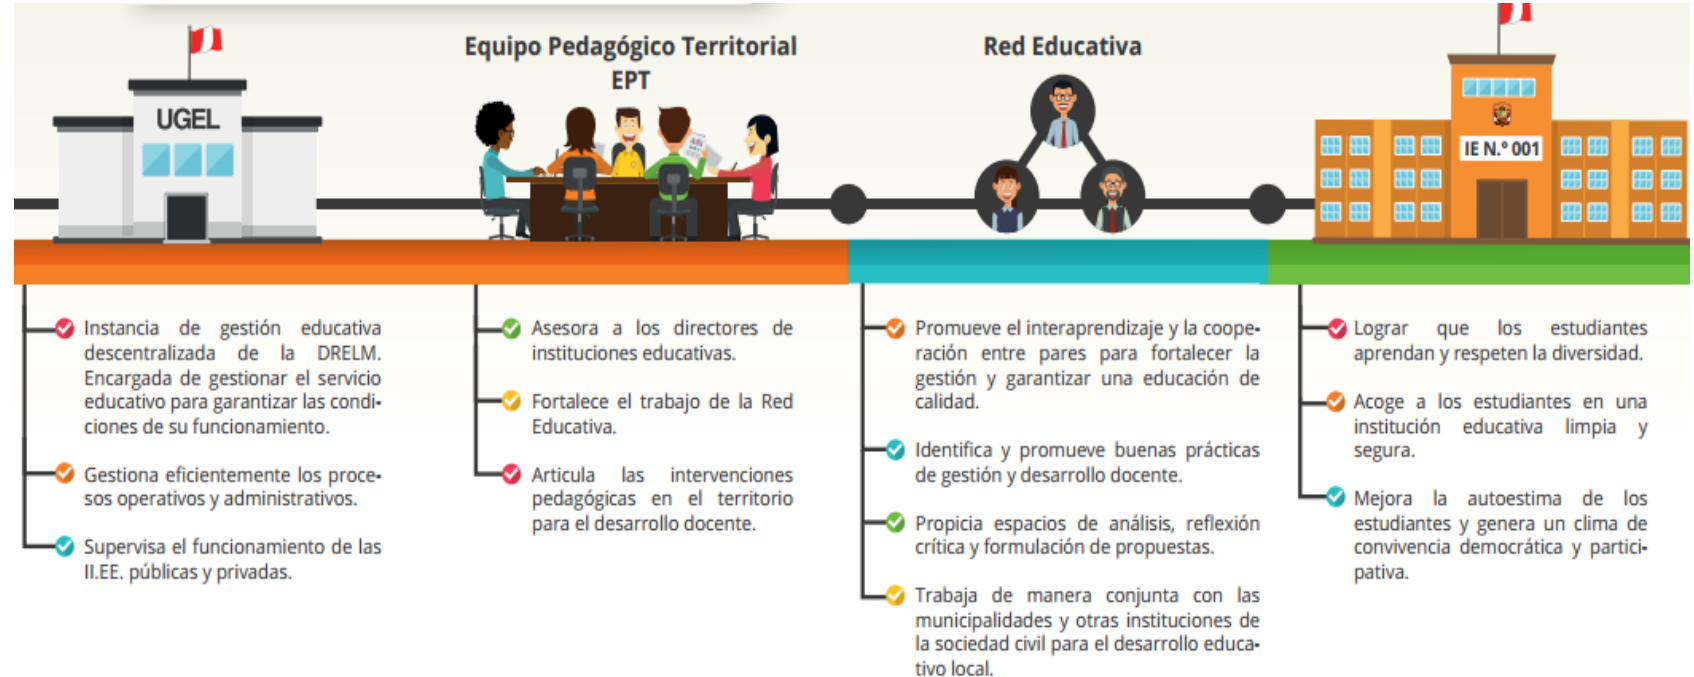 UGEL
Equipo Pedagógico Territorial
EPT
Red Educativa
IE N.º 001
Instancia de gestión educativa
descentralizada de la DRELM.
Encargada de gestionar el servicio
educativo para garantizar las condi-
ciones de su funcionamiento.
Gestiona eficientemente los proce-
sos operativos y administrativos.
Supervisa el funcionamiento de las
II.EE. públicas y privadas.
Asesora a los directores de
instituciones educativas.
Fortalece el trabajo de la Red
Educativa.
Articula las intervenciones
pedagógicas en el territorio
para el desarrollo docente.
Promueve el interaprendizaje y la coope-
ración entre pares para fortalecer la
gestión y garantizar una educación de
calidad.
Identifica y promueve buenas prácticas
de gestión y desarrollo docente.
Propicia espacios de análisis, reflexión
crítica y formulación de propuestas.
Trabaja de manera conjunta con las
municipalidades y otras instituciones de
la sociedad civil para el desarrollo educa-
tivo local.
Lograr que los estudiantes
aprendan y respeten la diversidad.
Acoge a los estudiantes en una
institución educativa limpia y
segura.
Mejora la autoestima de los
estudiantes y genera un clima de
convivencia democrática y partici-
pativa.